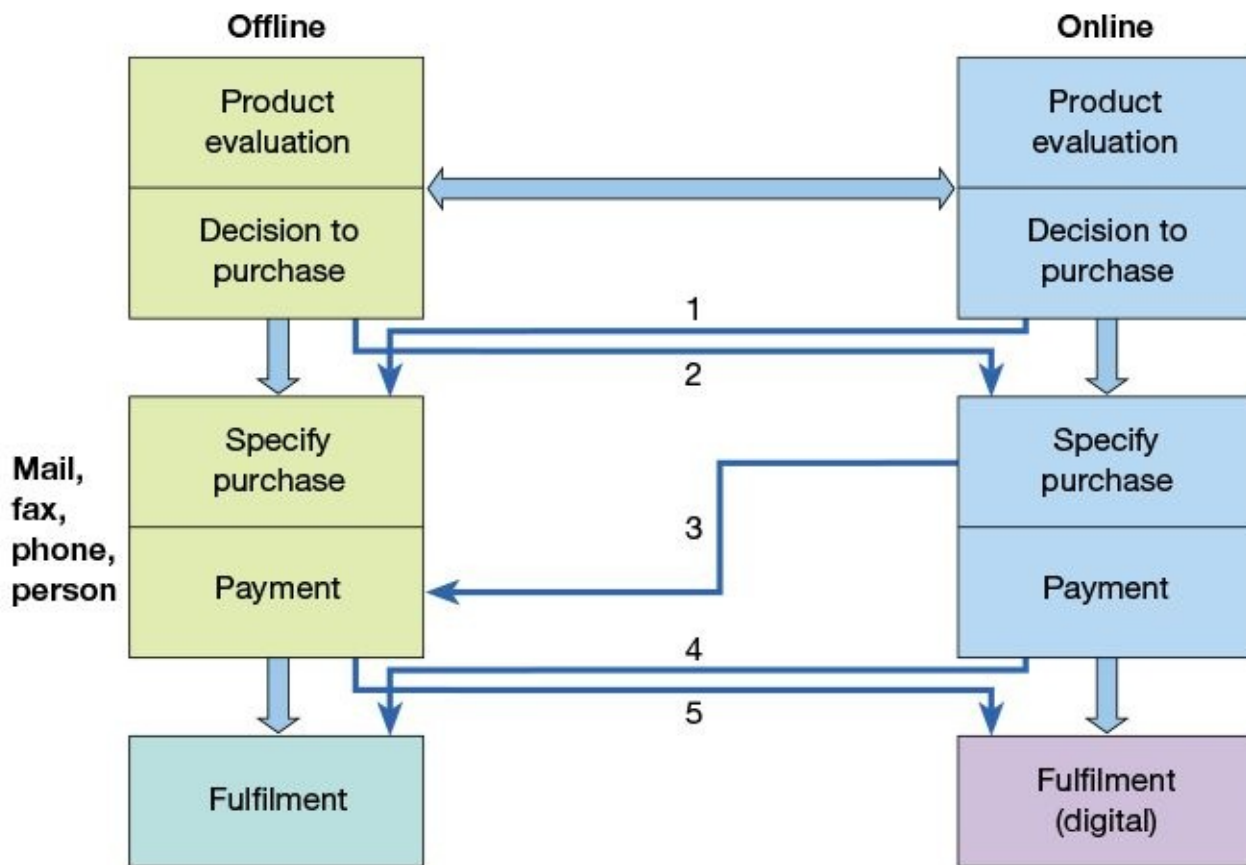 Offline
Online
Product
evaluation
Product
evaluation
Decision to
purchase
Decision to
purchase
1
2
Mail,
fax,
phone,
person
Specify
purchase
Specify
purchase
3
Payment
Payment
4
5
Fulfilment
Fulfilment
(digital)